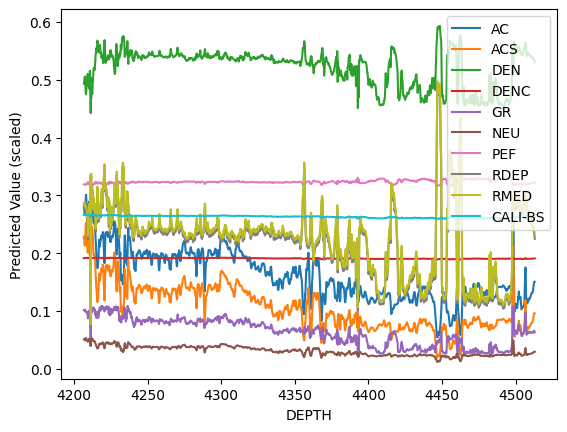 0.6
0.5
0.4
0.3
0.2
0.1
0.0
Predicted Value (scaled)
4200 4250 4300 4350 4400 4450 4500
DEPTH
AC
ACS
DEN
DENC
GR
NEU
PEF
RDEP
RMED
CALI-BS